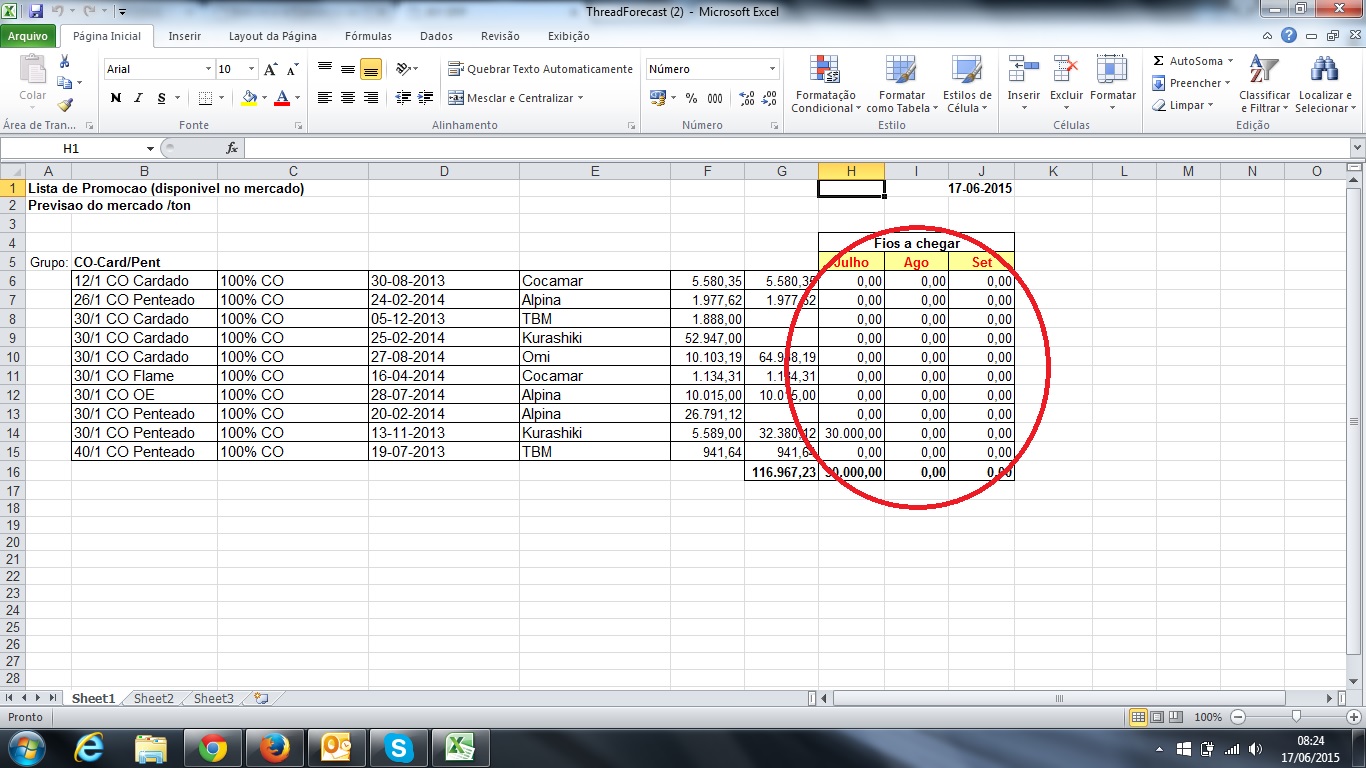 ThreadForecast (2) - Microsoft Excel
Arquivo Página Inicial Inserir Layout da Página Fórmulas Dados Revisão Exibição
Colar Arial 10 Quebrar Texto Automaticamente Número AutoSoma
N I S Mesclar e Centralizar % 000 Preencher
Formatação Condicional Formatar como Tabela Estilos de Célula Inserir Excluir Formatar Limpar Classificar e Filtrar Localizar e Selecionar
Área de Tran... Fonte Alinhamento Número Estilo Células Edição
H1 fx
A B C D E F G H I J K L M N O
1 Lista de Promocao (disponivel no mercado) 17-06-2015
2 Previsao do mercado /ton
3
4 Fios a chegar
5 Grupo: CO-Card/Pent Julho Ago Set
6 12/1 CO Cardado 100% CO 30-08-2013 Cocamar 5.580,35 5.580,35 0,00 0,00 0,00
7 26/1 CO Penteado 100% CO 24-02-2014 Alpina 1.977,62 1.977,62 0,00 0,00 0,00
8 30/1 CO Cardado 100% CO 05-12-2013 TBM 1.888,00 0,00 0,00 0,00
9 30/1 CO Cardado 100% CO 25-02-2014 Kurashiki 52.947,00 0,00 0,00 0,00
10 30/1 CO Cardado 100% CO 27-08-2014 Omi 10.103,19 64.938,19 0,00 0,00 0,00
11 30/1 CO Flame 100% CO 16-04-2014 Cocamar 1.134,31 1.134,31 0,00 0,00 0,00
12 30/1 CO OE 100% CO 28-07-2014 Alpina 10.015,00 10.015,00 0,00 0,00 0,00
13 30/1 CO Penteado 100% CO 20-02-2014 Alpina 26.791,12 0,00 0,00 0,00
14 30/1 CO Penteado 100% CO 13-11-2013 Kurashiki 5.589,00 32.380,12 30.000,00 0,00 0,00
15 40/1 CO Penteado 100% CO 19-07-2013 TBM 941,64 941,64 0,00 0,00 0,00
16 116.967,23 30.000,00 0,00 0,00
17
18
19
20
21
22
23
24
25
26
27
28
Sheet1 Sheet2 Sheet3
Pronto 100%
08:24
17/06/2015